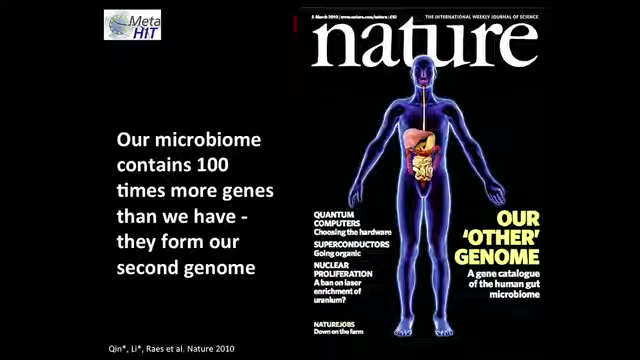 Meta
HIT
Our microbiome
contains 100
times more genes
than we have -
they form our
second genome
Qin*, Li*, Raes et al. Nature 2010
THE INTERNATIONAL WEEKLY JOURNAL OF SCIENCE
nature
QUANTUM
COMPUTERS
Choosing the hardware
SUPERCONDUCTORS
Going organic
NUCLEAR
PROLIFERATION
A ban on laser
enrichment of
uranium?
NATUREJOBS
Down on the farm
OUR
'OTHER'
GENOME
A gene catalogue
of the human gut
microbiome